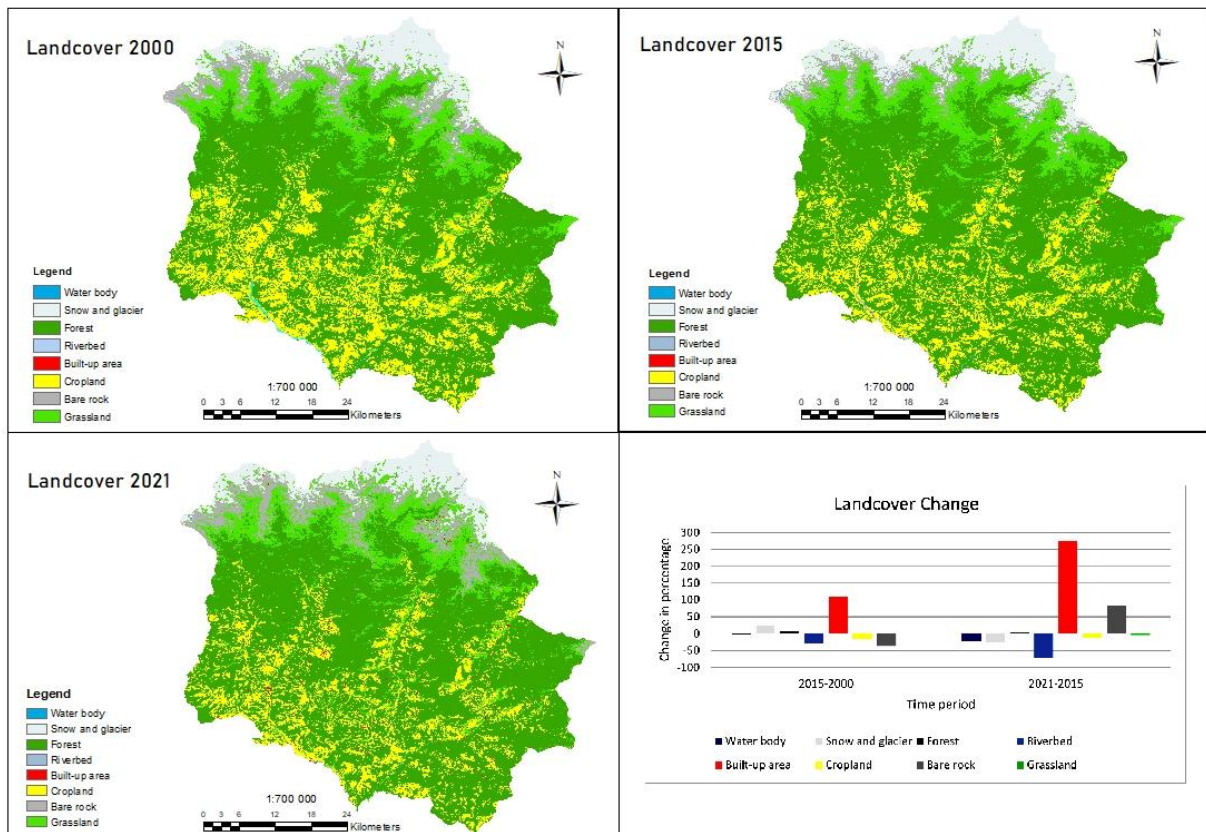 Landcover 2000
N
Legend
Water body
Snow and glacier
Forest
Riverbed
Built-up area
Cropland
Bare rock
Grassland
1:700 000
0 3 6 12 18 24
Kilometers
Landcover 2015
N
Legend
Water body
Snow and glacier
Forest
Riverbed
Built-up area
Cropland
Bare rock
Grassland
1:700 000
0 3 6 12 18 24
Kilometers
Landcover 2021
N
Legend
Water body
Snow and glacier
Forest
Riverbed
Built-up area
Cropland
Bare rock
Grassland
1:700 000
0 3 6 12 18 24
Kilometers
Landcover Change
Change in percentage
300
250
200
150
100
50
0
-50
-100
2015-2000 2021-2015
Time period
Water body Snow and glacier Forest Riverbed
Built-up area Cropland Bare rock Grassland